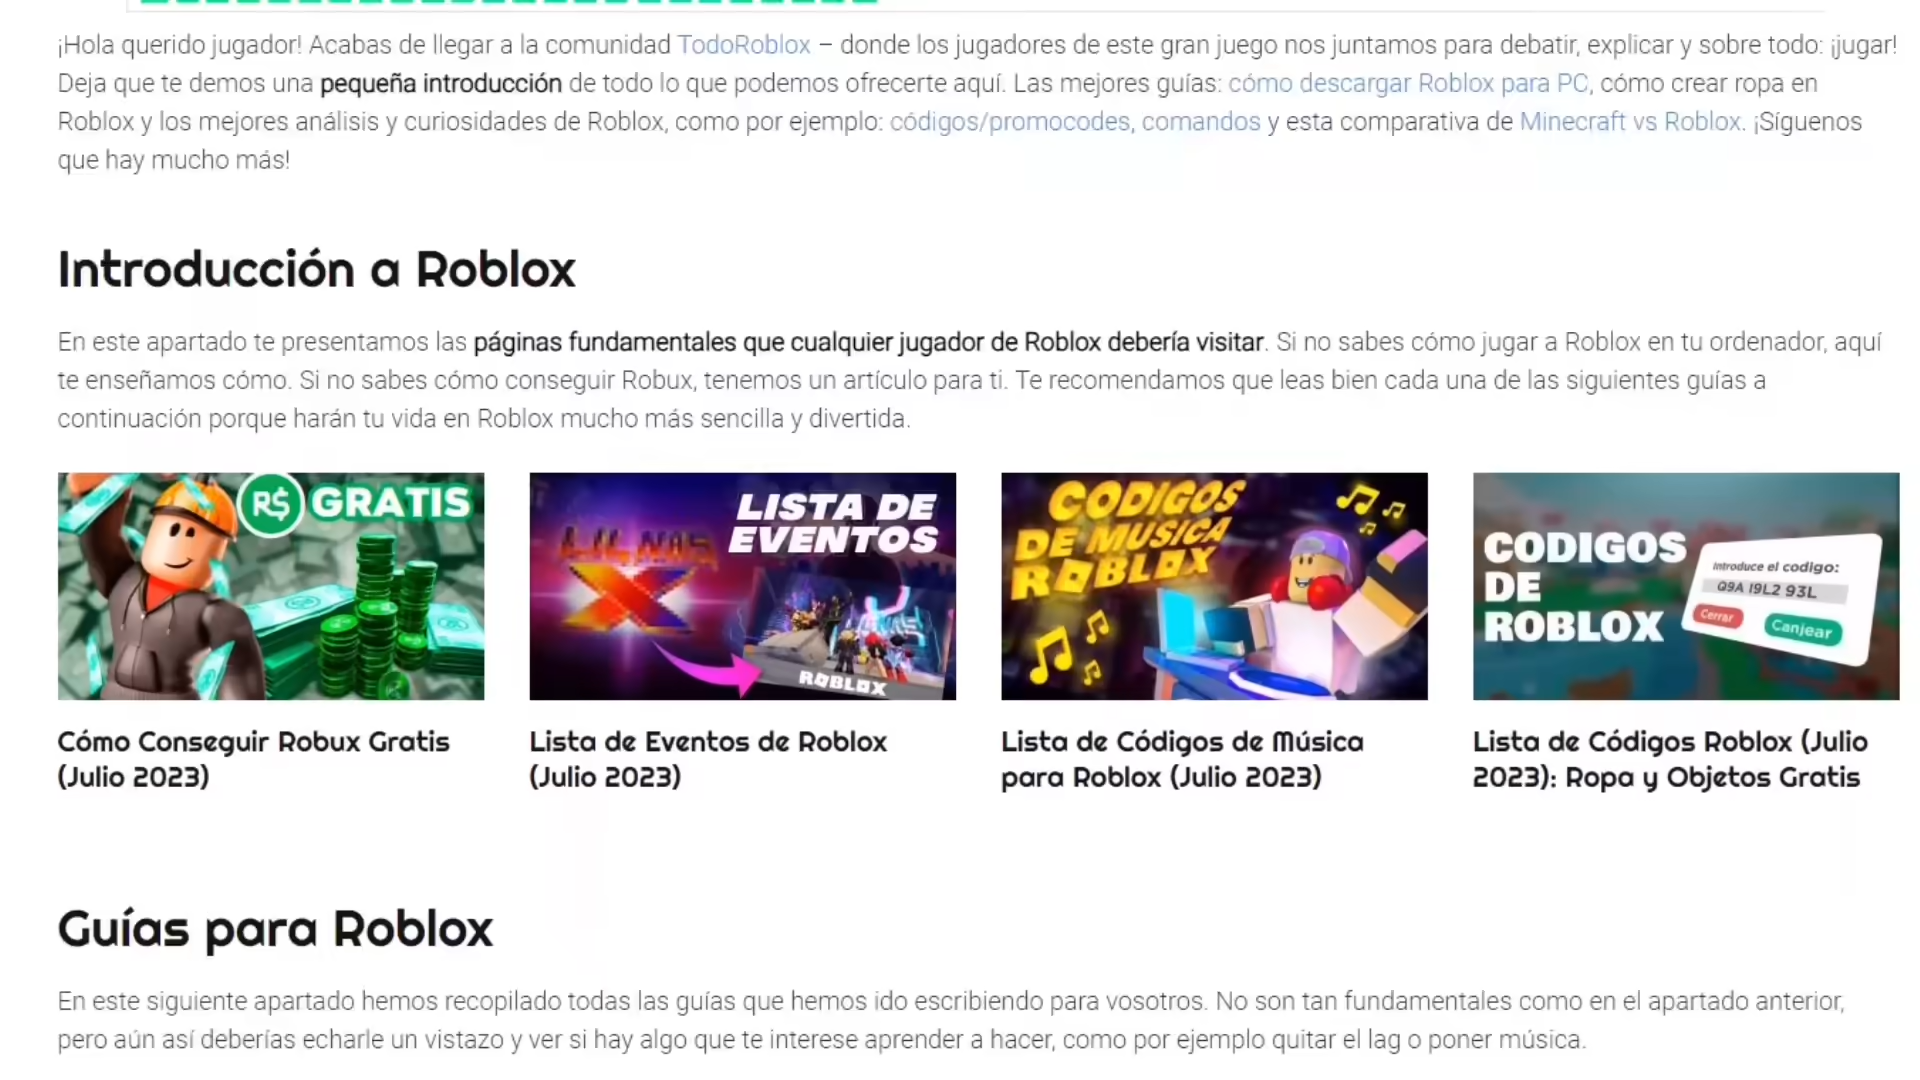 ¡Hola querido jugador! Acabas de llegar a la comunidad TodoRoblox – donde los jugadores de este gran juego nos juntamos para debatir, explicar y sobre todo: ¡jugar!
Deja que te demos una pequeña introducción de todo lo que podemos ofrecerte aquí. Las mejores guías: cómo descargar Roblox para PC, cómo crear ropa en
Roblox y los mejores análisis y curiosidades de Roblox, como por ejemplo: códigos/promocodes, comandos y esta comparativa de Minecraft vs Roblox. ¡Síguenos
que hay mucho más!
Introducción a Roblox
En este apartado te presentamos las páginas fundamentales que cualquier jugador de Roblox debería visitar. Si no sabes cómo jugar a Roblox en tu ordenador, aquí
te enseñamos cómo. Si no sabes cómo conseguir Robux, tenemos un artículo para ti. Te recomendamos que leas bien cada una de las siguientes guías a
continuación porque harán tu vida en Roblox mucho más sencilla y divertida.
R$ GRATIS
LISTA DE
EVENTOS
LIL NAS
X
ROBLOX
CODIGOS
DE MUSICA
ROBLOX
CODIGOS
DE
ROBLOX
Introduce el codigo:
Q9A I9L2 93L
Cerrar
Canjear
Cómo Conseguir Robux Gratis
(Julio 2023)
Lista de Eventos de Roblox
(Julio 2023)
Lista de Códigos de Música
para Roblox (Julio 2023)
Lista de Códigos Roblox (Julio
2023): Ropa y Objetos Gratis
Guías para Roblox
En este siguiente apartado hemos recopilado todas las guías que hemos ido escribiendo para vosotros. No son tan fundamentales como en el apartado anterior,
pero aún así deberías echarle un vistazo y ver si hay algo que te interese aprender a hacer, como por ejemplo quitar el lag o poner música.